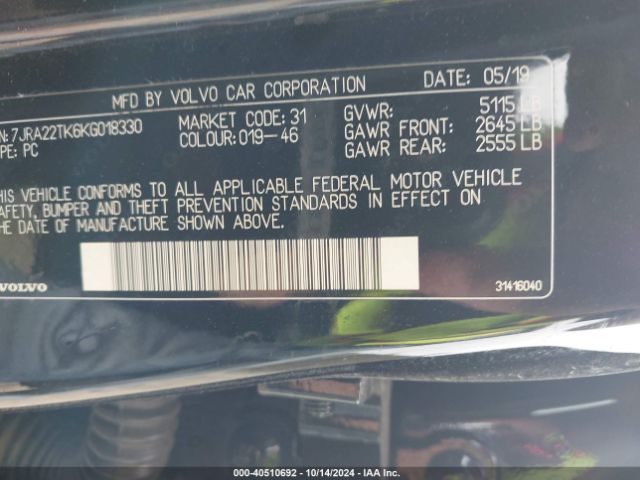 MFD BY VOLVO CAR CORPORATION DATE: 05/19
N: 7JRA22TK6KG018330 MARKET CODE: 31 GVWR: 5115 LB
PE: PC COLOUR: 019-46 GAWR FRONT: 2645 LB
GAWR REAR: 2555 LB
HIS VEHICLE CONFORMS TO ALL APPLICABLE FEDERAL MOTOR VEHICLE
SAFETY, BUMPER AND THEFT PREVENTION STANDARDS IN EFFECT ON
THE DATE OF MANUFACTURE SHOWN ABOVE.
VOLVO 31416040
000-40510692 - 10/14/2024 - IAA Inc.